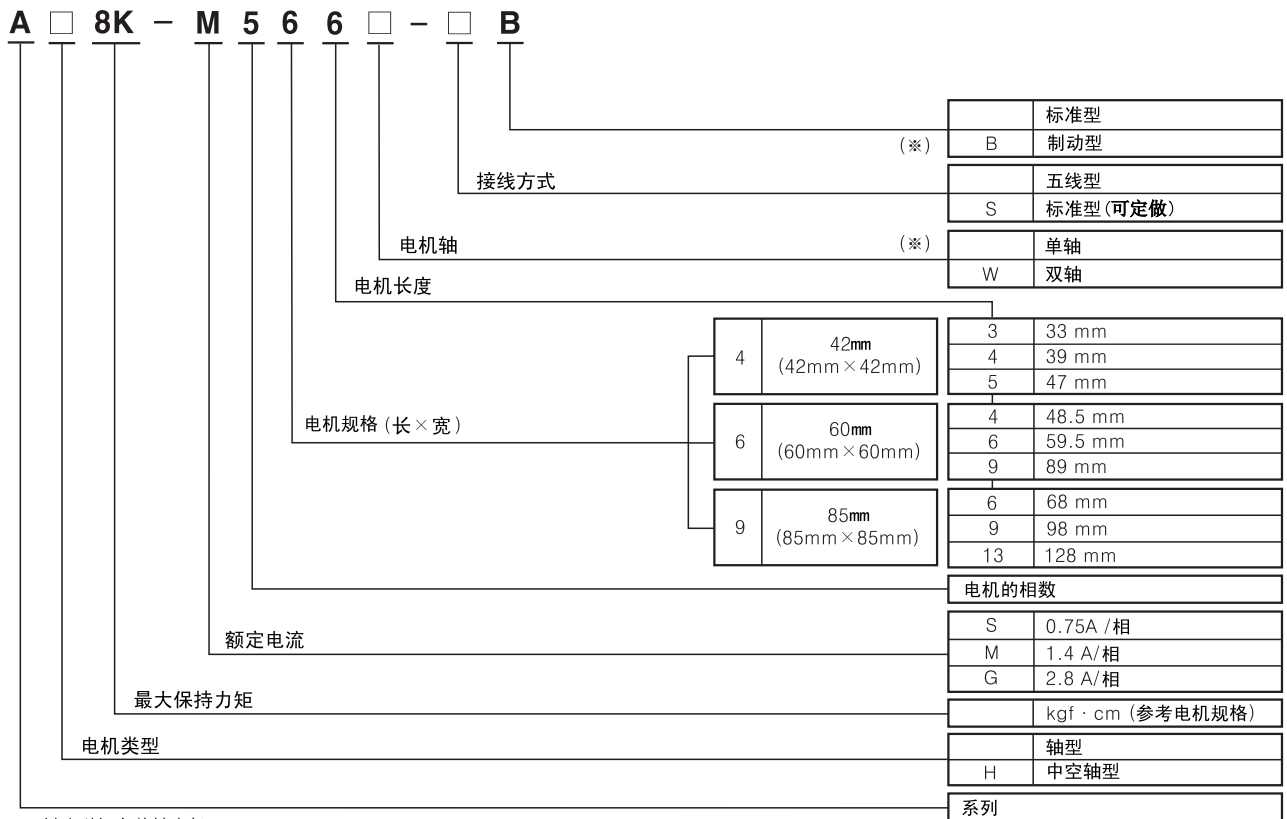 A □ 8K - M 5 6 6 □ - □ B
标准型
(※) B 制动型
接线方式
五线型
S 标准型(可定做)
电机轴 (※)
单轴
W 双轴
电机长度
3 33 mm
4 39 mm
5 47 mm
4 42mm
(42mm×42mm)
电机规格(长×宽)
4 48.5 mm
6 59.5 mm
9 89 mm
6 60mm
(60mm×60mm)
6 68 mm
9 98 mm
13 128 mm
9 85mm
(85mm×85mm)
电机的相数
额定电流
S 0.75A /相
M 1.4 A/相
G 2.8 A/相
最大保持力矩
kgf · cm (参考电机规格)
电机类型
轴型
H 中空轴型
系列